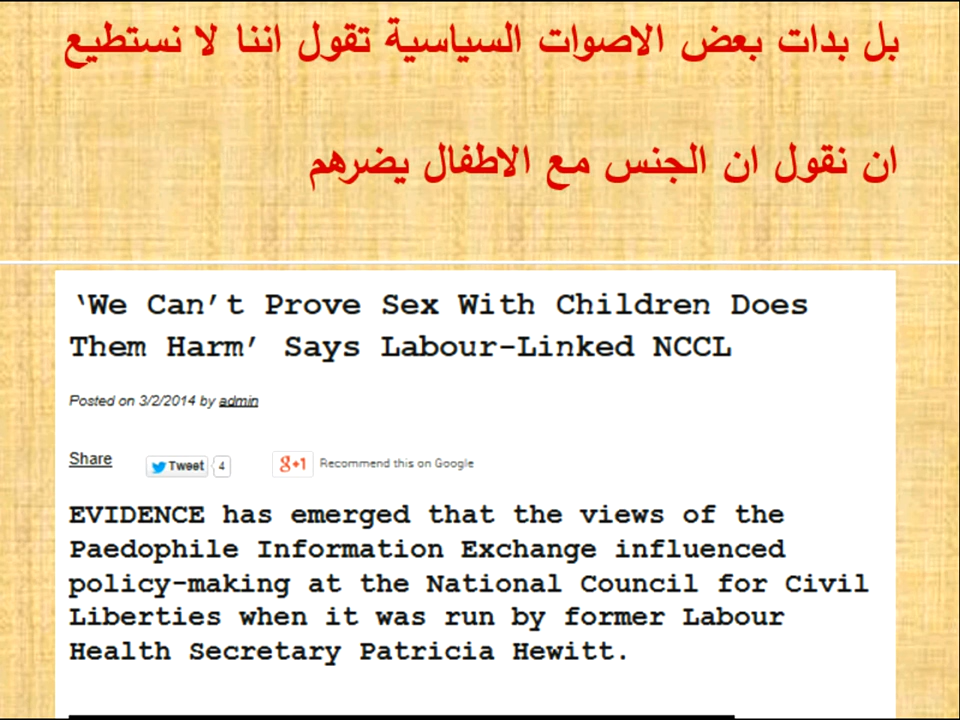 بل بدات بعض الاصوات السياسية تقول اننا لا نستطيع
ان نقول ان الجنس مع الاطفال يضرهم
‘We Can’t Prove Sex With Children Does
Them Harm’ Says Labour-Linked NCCL
Posted on 3/2/2014 by admin
Share Tweet 4 g+1 Recommend this on Google
EVIDENCE has emerged that the views of the
Paedophile Information Exchange influenced
policy-making at the National Council for Civil
Liberties when it was run by former Labour
Health Secretary Patricia Hewitt.